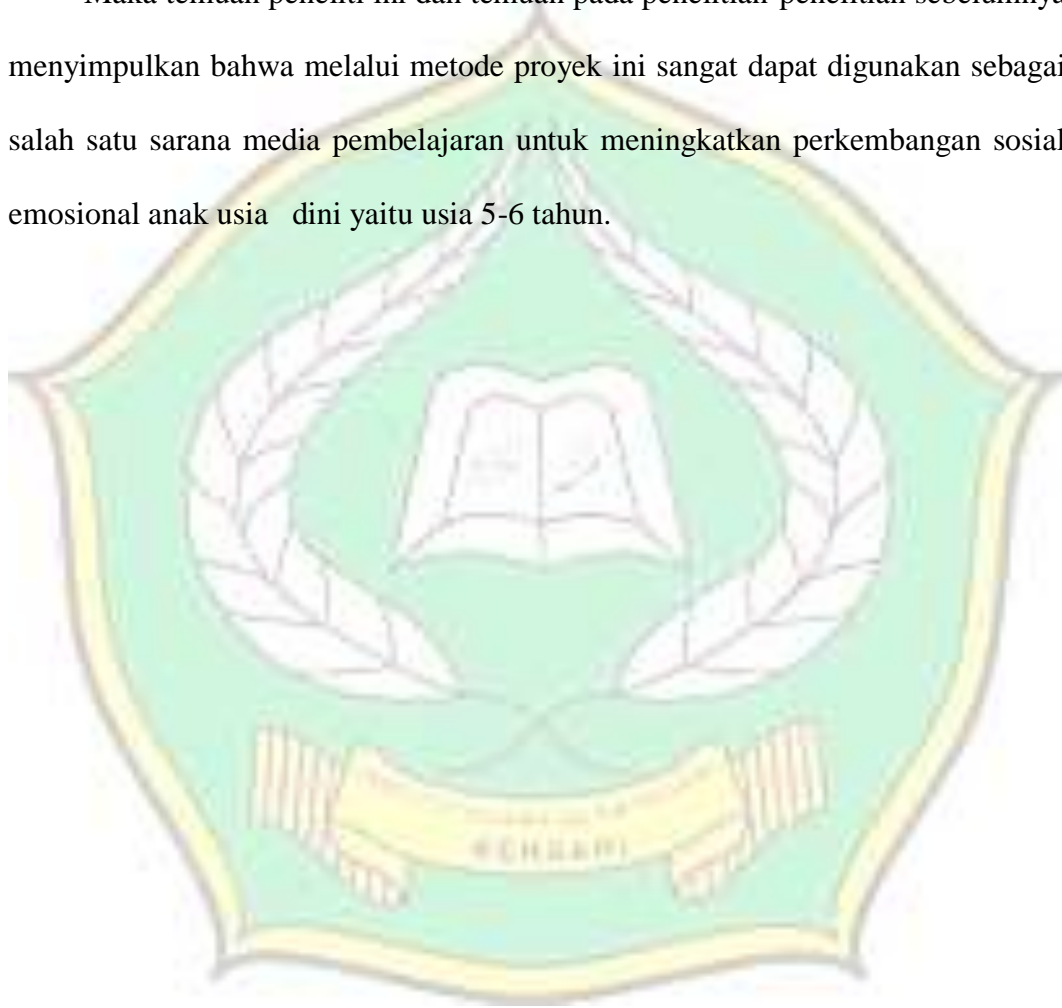 Maka temuan peneliti ini dan temuan pada penelitian-penelitian sebelumnya
menyimpulkan bahwa melalui metode proyek ini sangat dapat digunakan sebagai
salah satu sarana media pembelajaran untuk meningkatkan perkembangan sosial
emosional anak usia dini yaitu usia 5-6 tahun.
KENDARI